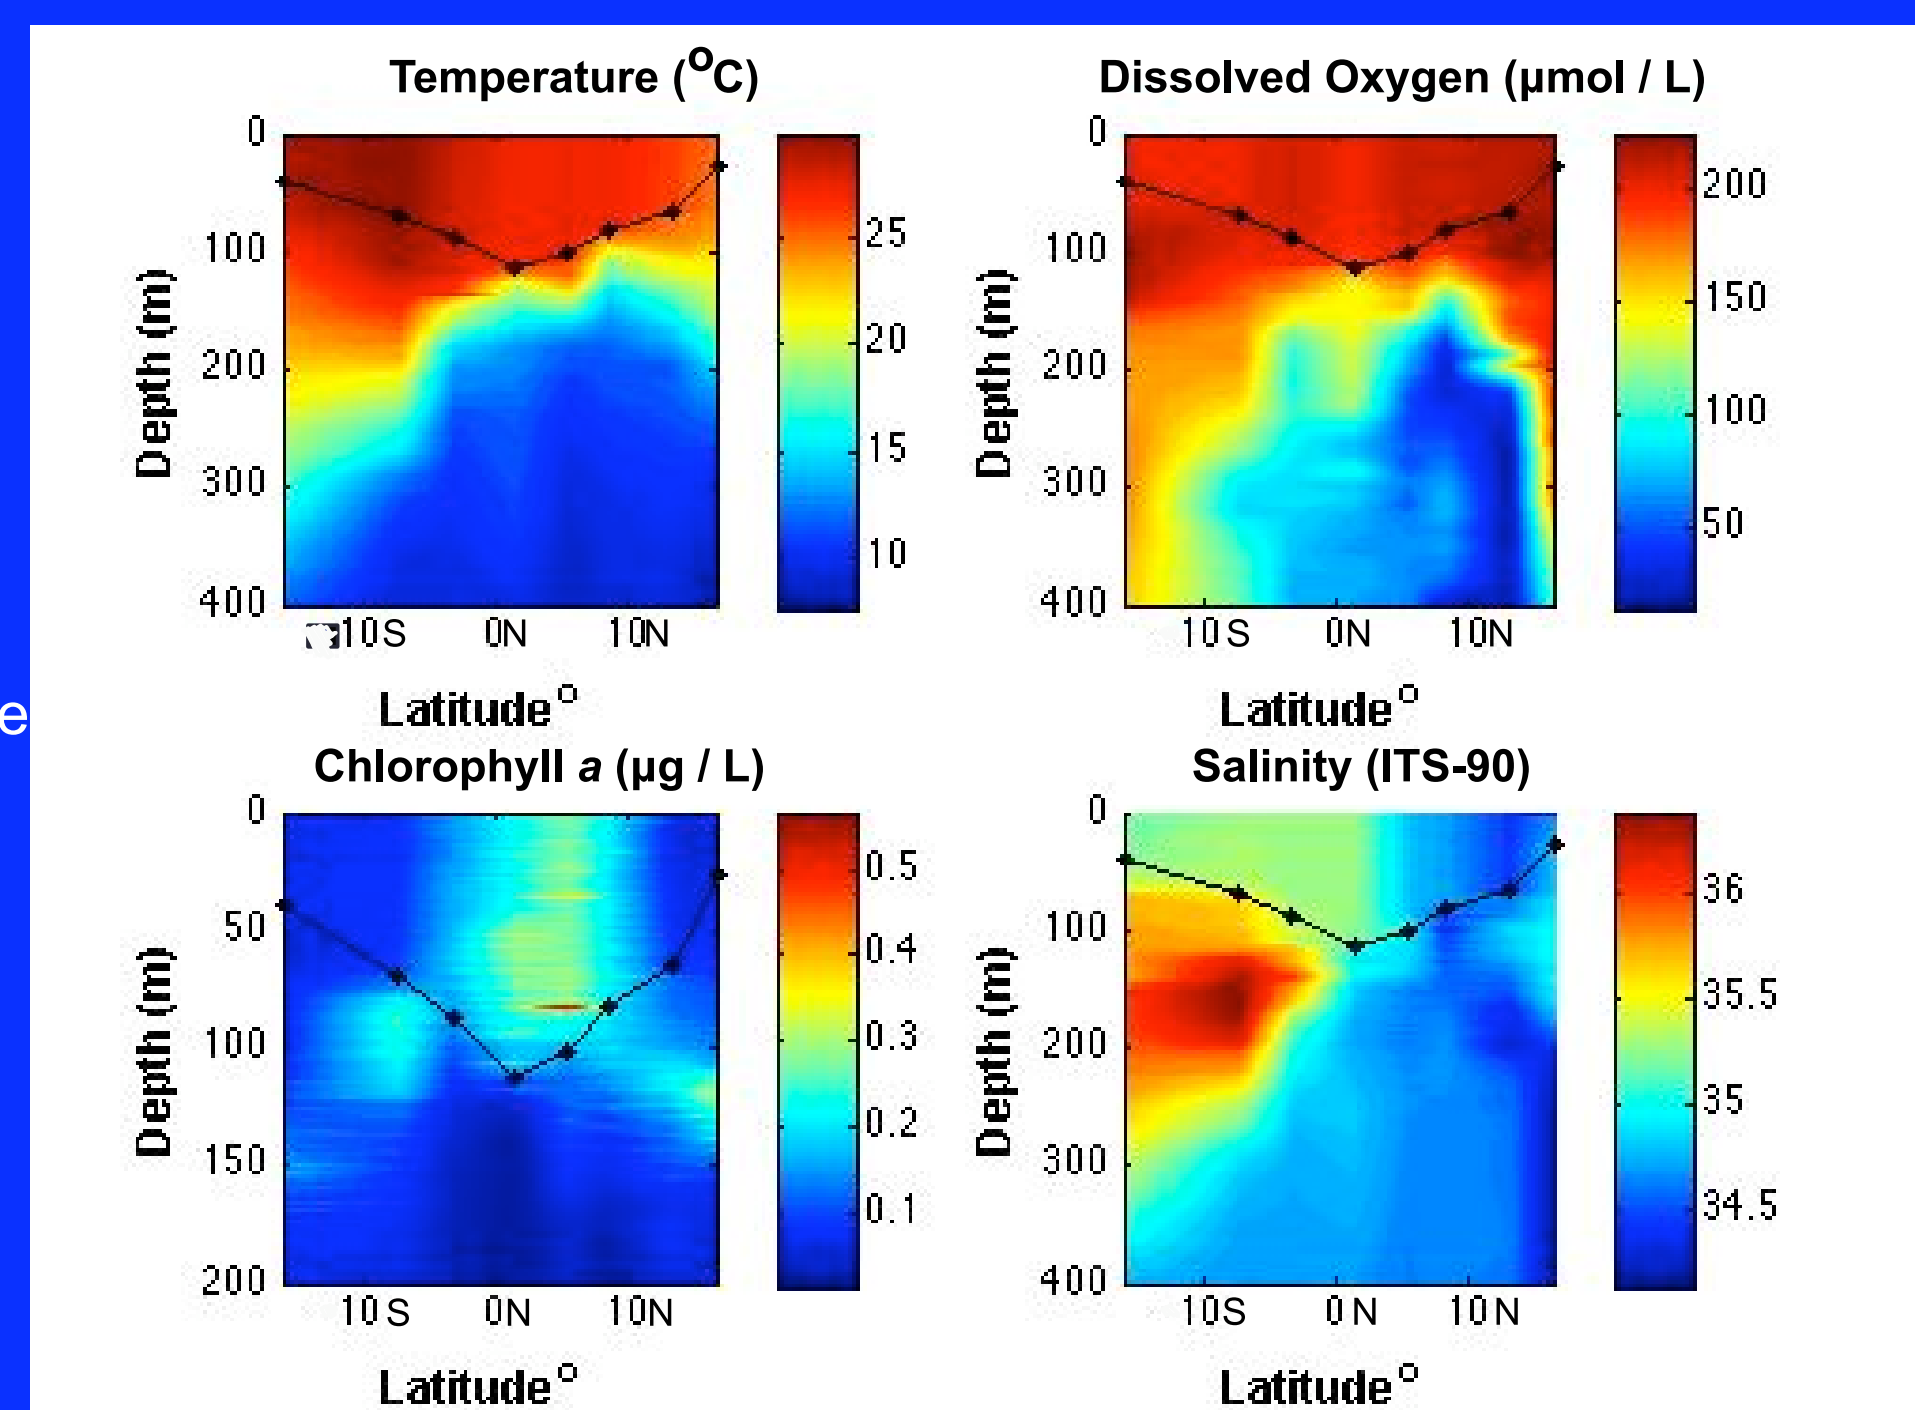 Temperature (°C)
0
100
200
300
400
Depth (m)
10S
0N
10N
Latitude°
25
20
15
10
Dissolved Oxygen (µmol / L)
0
100
200
300
400
Depth (m)
10S
0N
10N
Latitude°
200
150
100
50
e
Chlorophyll a (µg / L)
0
50
100
150
200
Depth (m)
10S
0N
10N
Latitude°
0.5
0.4
0.3
0.2
0.1
Salinity (ITS-90)
0
100
200
300
400
Depth (m)
10S
0N
10N
Latitude°
36
35.5
35
34.5